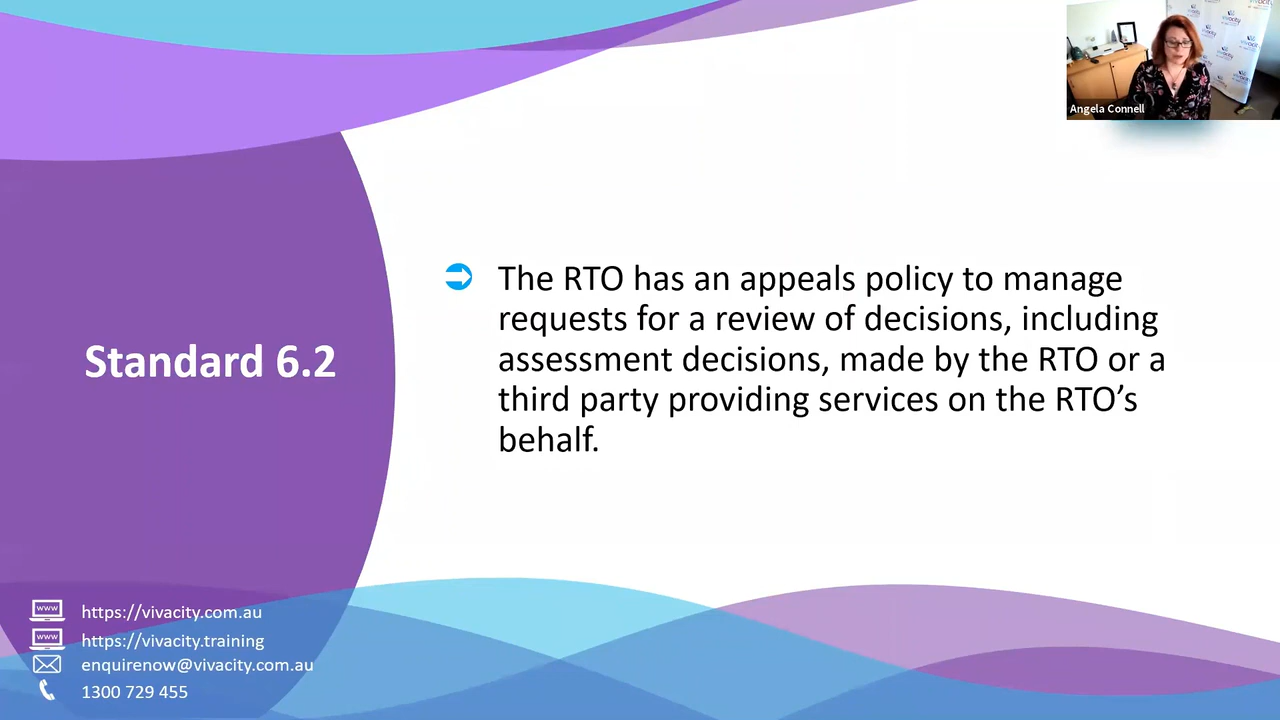 Angela Connell
Standard 6.2
The RTO has an appeals policy to manage
requests for a review of decisions, including
assessment decisions, made by the RTO or a
third party providing services on the RTO’s
behalf.
www https://vivacity.com.au
www https://vivacity.training
enquirenow@vivacity.com.au
1300 729 455